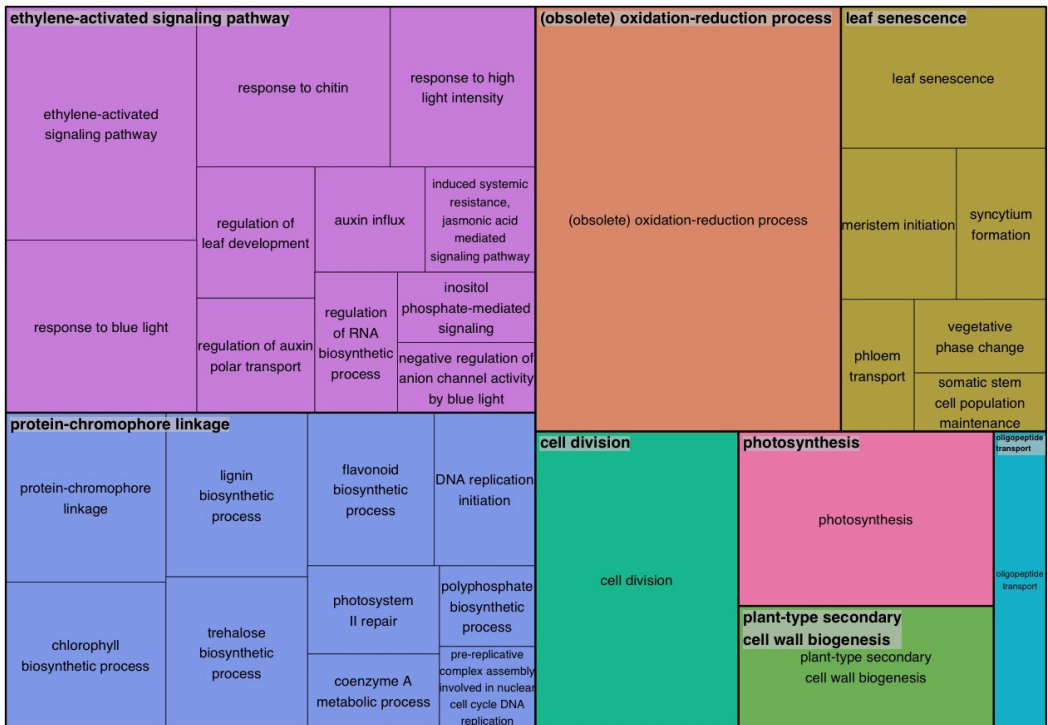 ethylene-activated signaling pathway
ethylene-activated
signaling pathway
response to chitin
response to high
light intensity
regulation of
leaf development
auxin influx
induced systemic
resistance,
jasmonic acid
mediated
signaling pathway
response to blue light
regulation of auxin
polar transport
regulation
of RNA
biosynthetic
process
inositol
phosphate-mediated
signaling
negative regulation of
anion channel activity
by blue light
(obsolete) oxidation-reduction process
(obsolete) oxidation-reduction process
leaf senescence
leaf senescence
meristem initiation
syncytium
formation
phloem
transport
vegetative
phase change
somatic stem
cell population
maintenance
protein-chromophore linkage
protein-chromophore
linkage
lignin
biosynthetic
process
flavonoid
biosynthetic
process
DNA replication
initiation
chlorophyll
biosynthetic process
trehalose
biosynthetic
process
photosystem
II repair
polyphosphate
biosynthetic
process
coenzyme A
metabolic process
pre-replicative
complex assembly
involved in nuclear
cell cycle DNA
replication
cell division
cell division
photosynthesis
photosynthesis
plant-type secondary
cell wall biogenesis
plant-type secondary
cell wall biogenesis
oligopeptide
transport
oligopeptide
transport